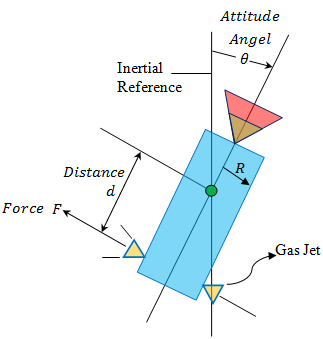 Attitude
Angel
θ
Inertial
Reference
Distance
d
R
Force F
Gas Jet